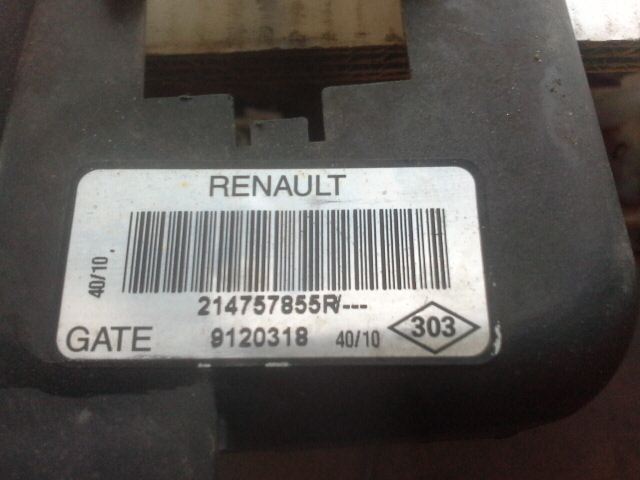 RENAULT
40/10
214757855R/---
GATE 9120318 40/10 303